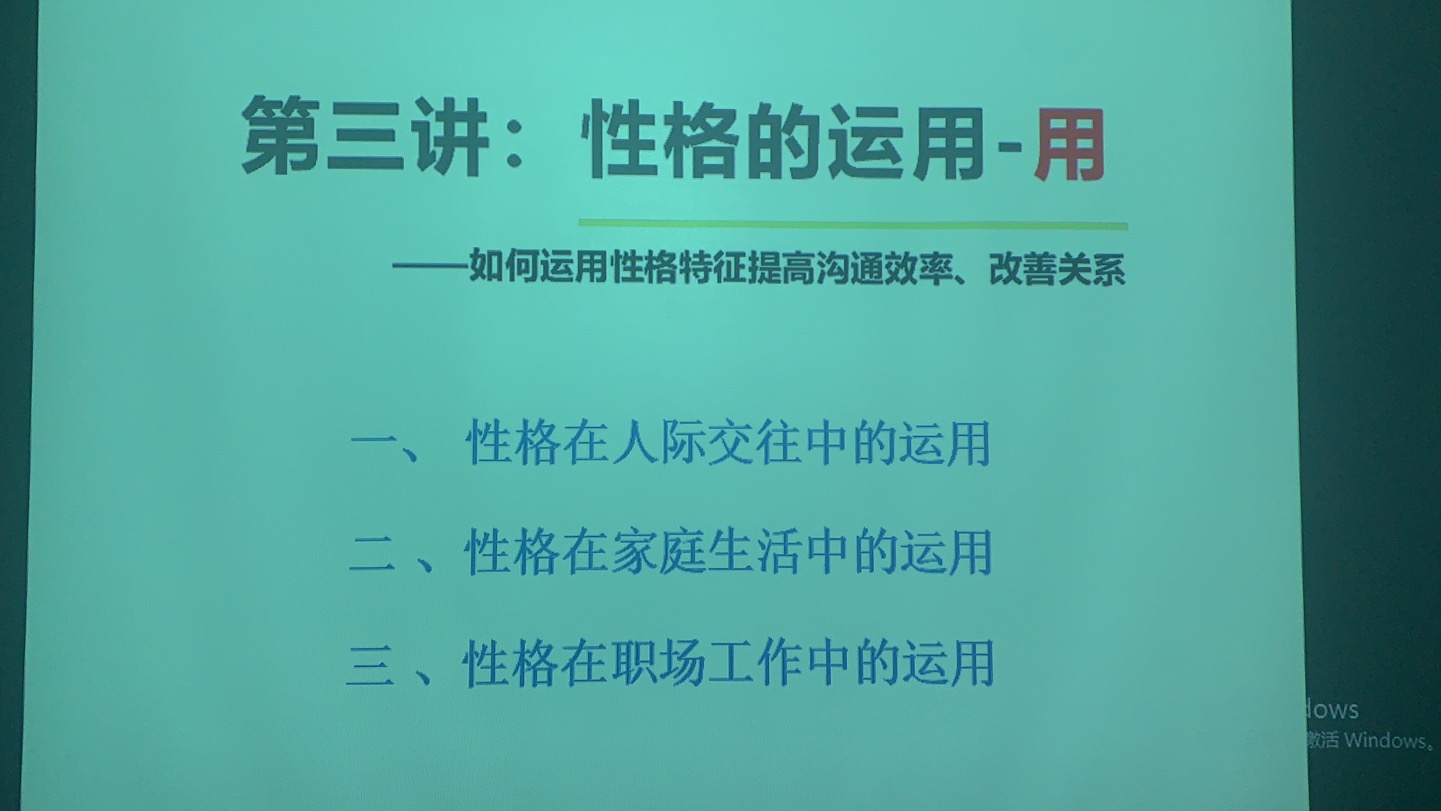 第三讲：性格的运用-用
——如何运用性格特征提高沟通效率、改善关系
一、 性格在人际交往中的运用
二 、性格在家庭生活中的运用
三 、性格在职场工作中的运用
dows
激活 Windows。